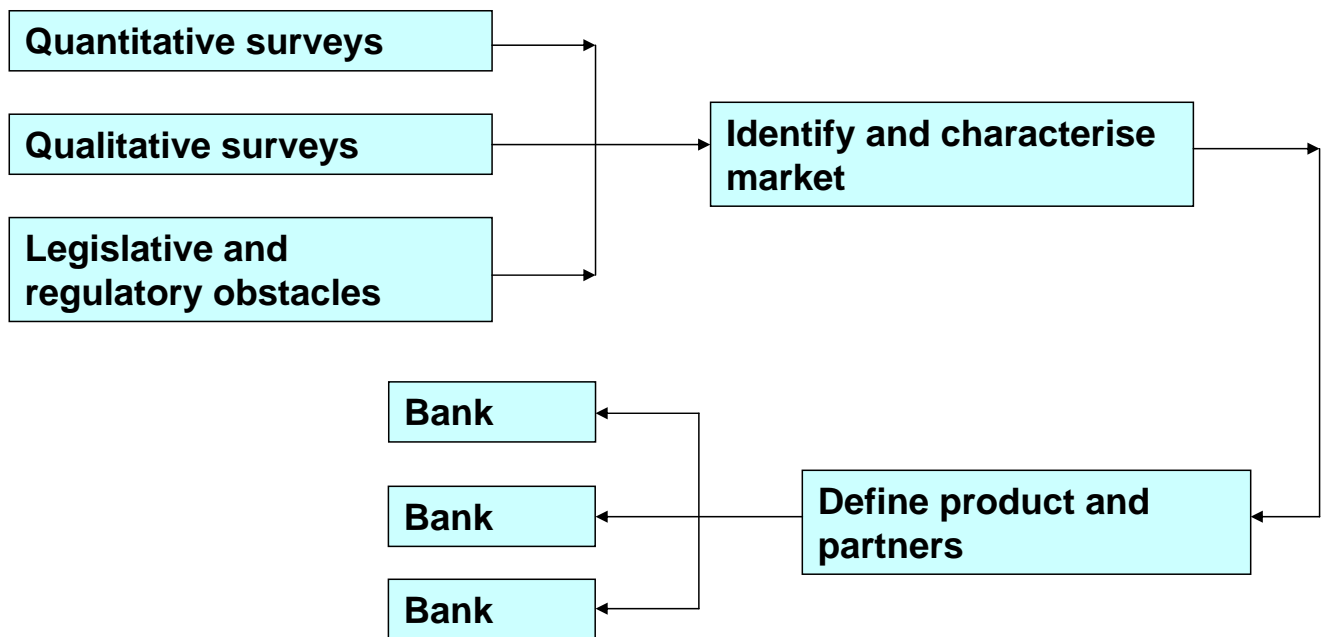 Quantitative surveys
Qualitative surveys
Identify and characterise
market
Legislative and
regulatory obstacles
Bank
Bank
Define product and
partners
Bank